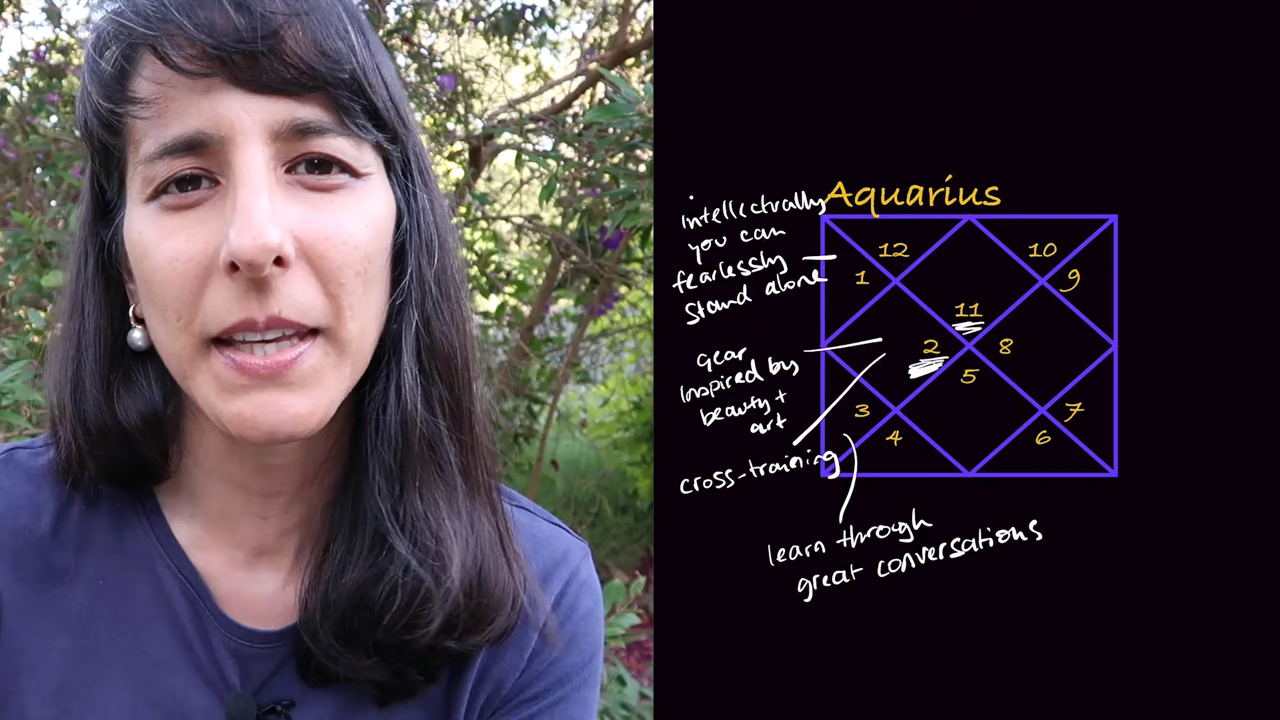 Aquarius
intellectually
you can
fearlessly
stand alone
12
10
1
9
11
2
8
5
gear
inspired by
beauty +
art
3
7
4
6
cross-training
learn through
great conversations